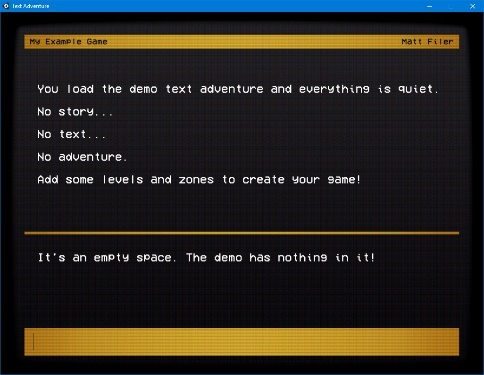 Text Adventure
My Example Game
Matt Filer
You load the demo text adventure and everything is quiet.
No story...
No text...
No adventure.
Add some levels and zones to create your game!
It's an empty space. The demo has nothing in it!